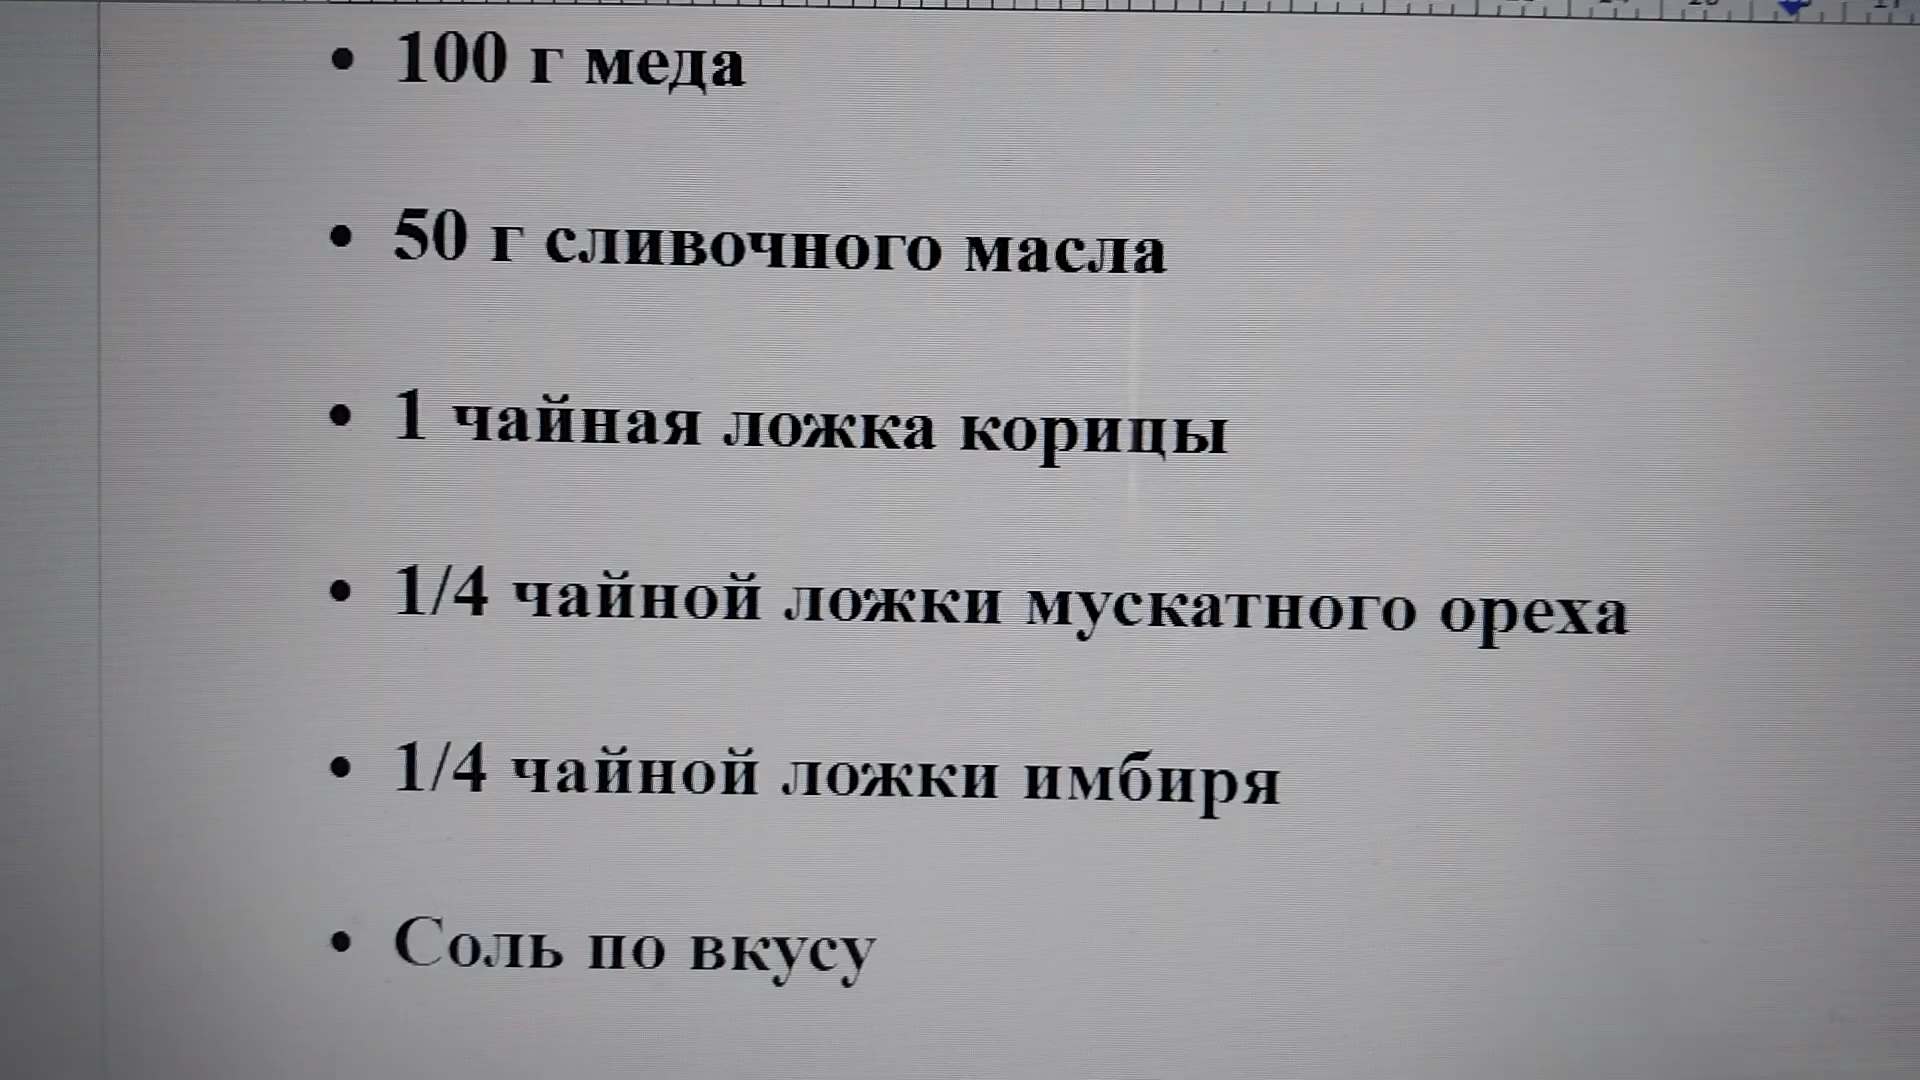 • 100 г меда
• 50 г сливочного масла
• 1 чайная ложка корицы
• 1/4 чайной ложки мускатного ореха
• 1/4 чайной ложки имбиря
• Соль по вкусу